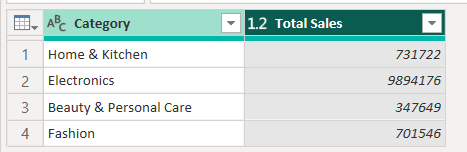 ABC Category 1.2 Total Sales
1 Home & Kitchen 731722
2 Electronics 9894176
3 Beauty & Personal Care 347649
4 Fashion 701546